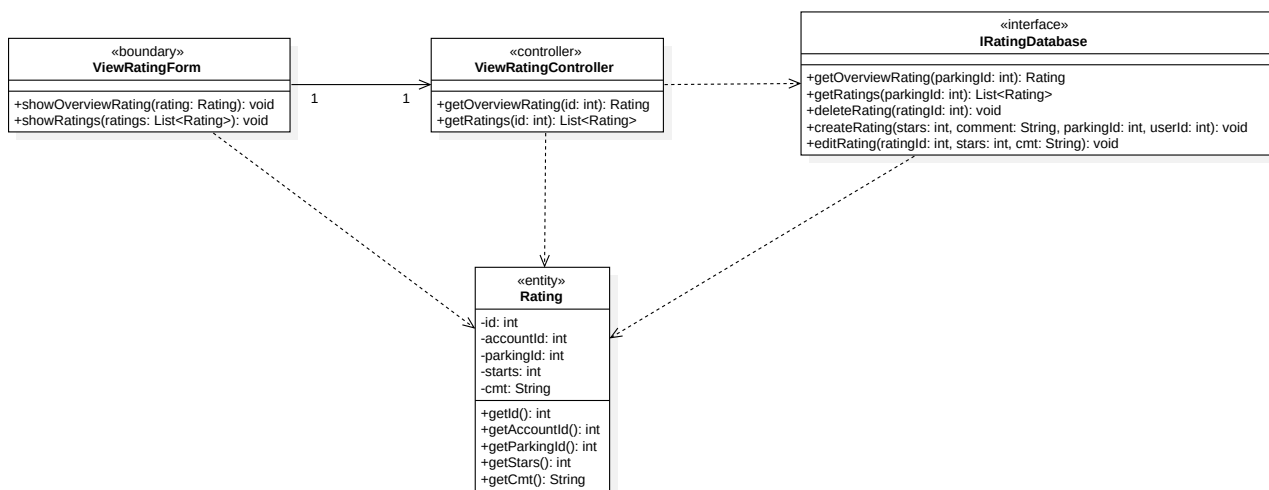 «boundary»
ViewRatingForm
+showOverviewRating(rating: Rating): void
+showRatings(ratings: List<Rating>): void
1
1
«controller»
ViewRatingController
+getOverviewRating(id: int): Rating
+getRatings(id: int): List<Rating>
«interface»
IRatingDatabase
+getOverviewRating(parkingId: int): Rating
+getRatings(parkingId: int): List<Rating>
+deleteRating(ratingId: int): void
+createRating(stars: int, comment: String, parkingId: int, userId: int): void
+editRating(ratingId: int, stars: int, cmt: String): void
«entity»
Rating
-id: int
-accountId: int
-parkingId: int
-starts: int
-cmt: String
+getId(): int
+getAccountId(): int
+getParkingId(): int
+getStars(): int
+getCmt(): String